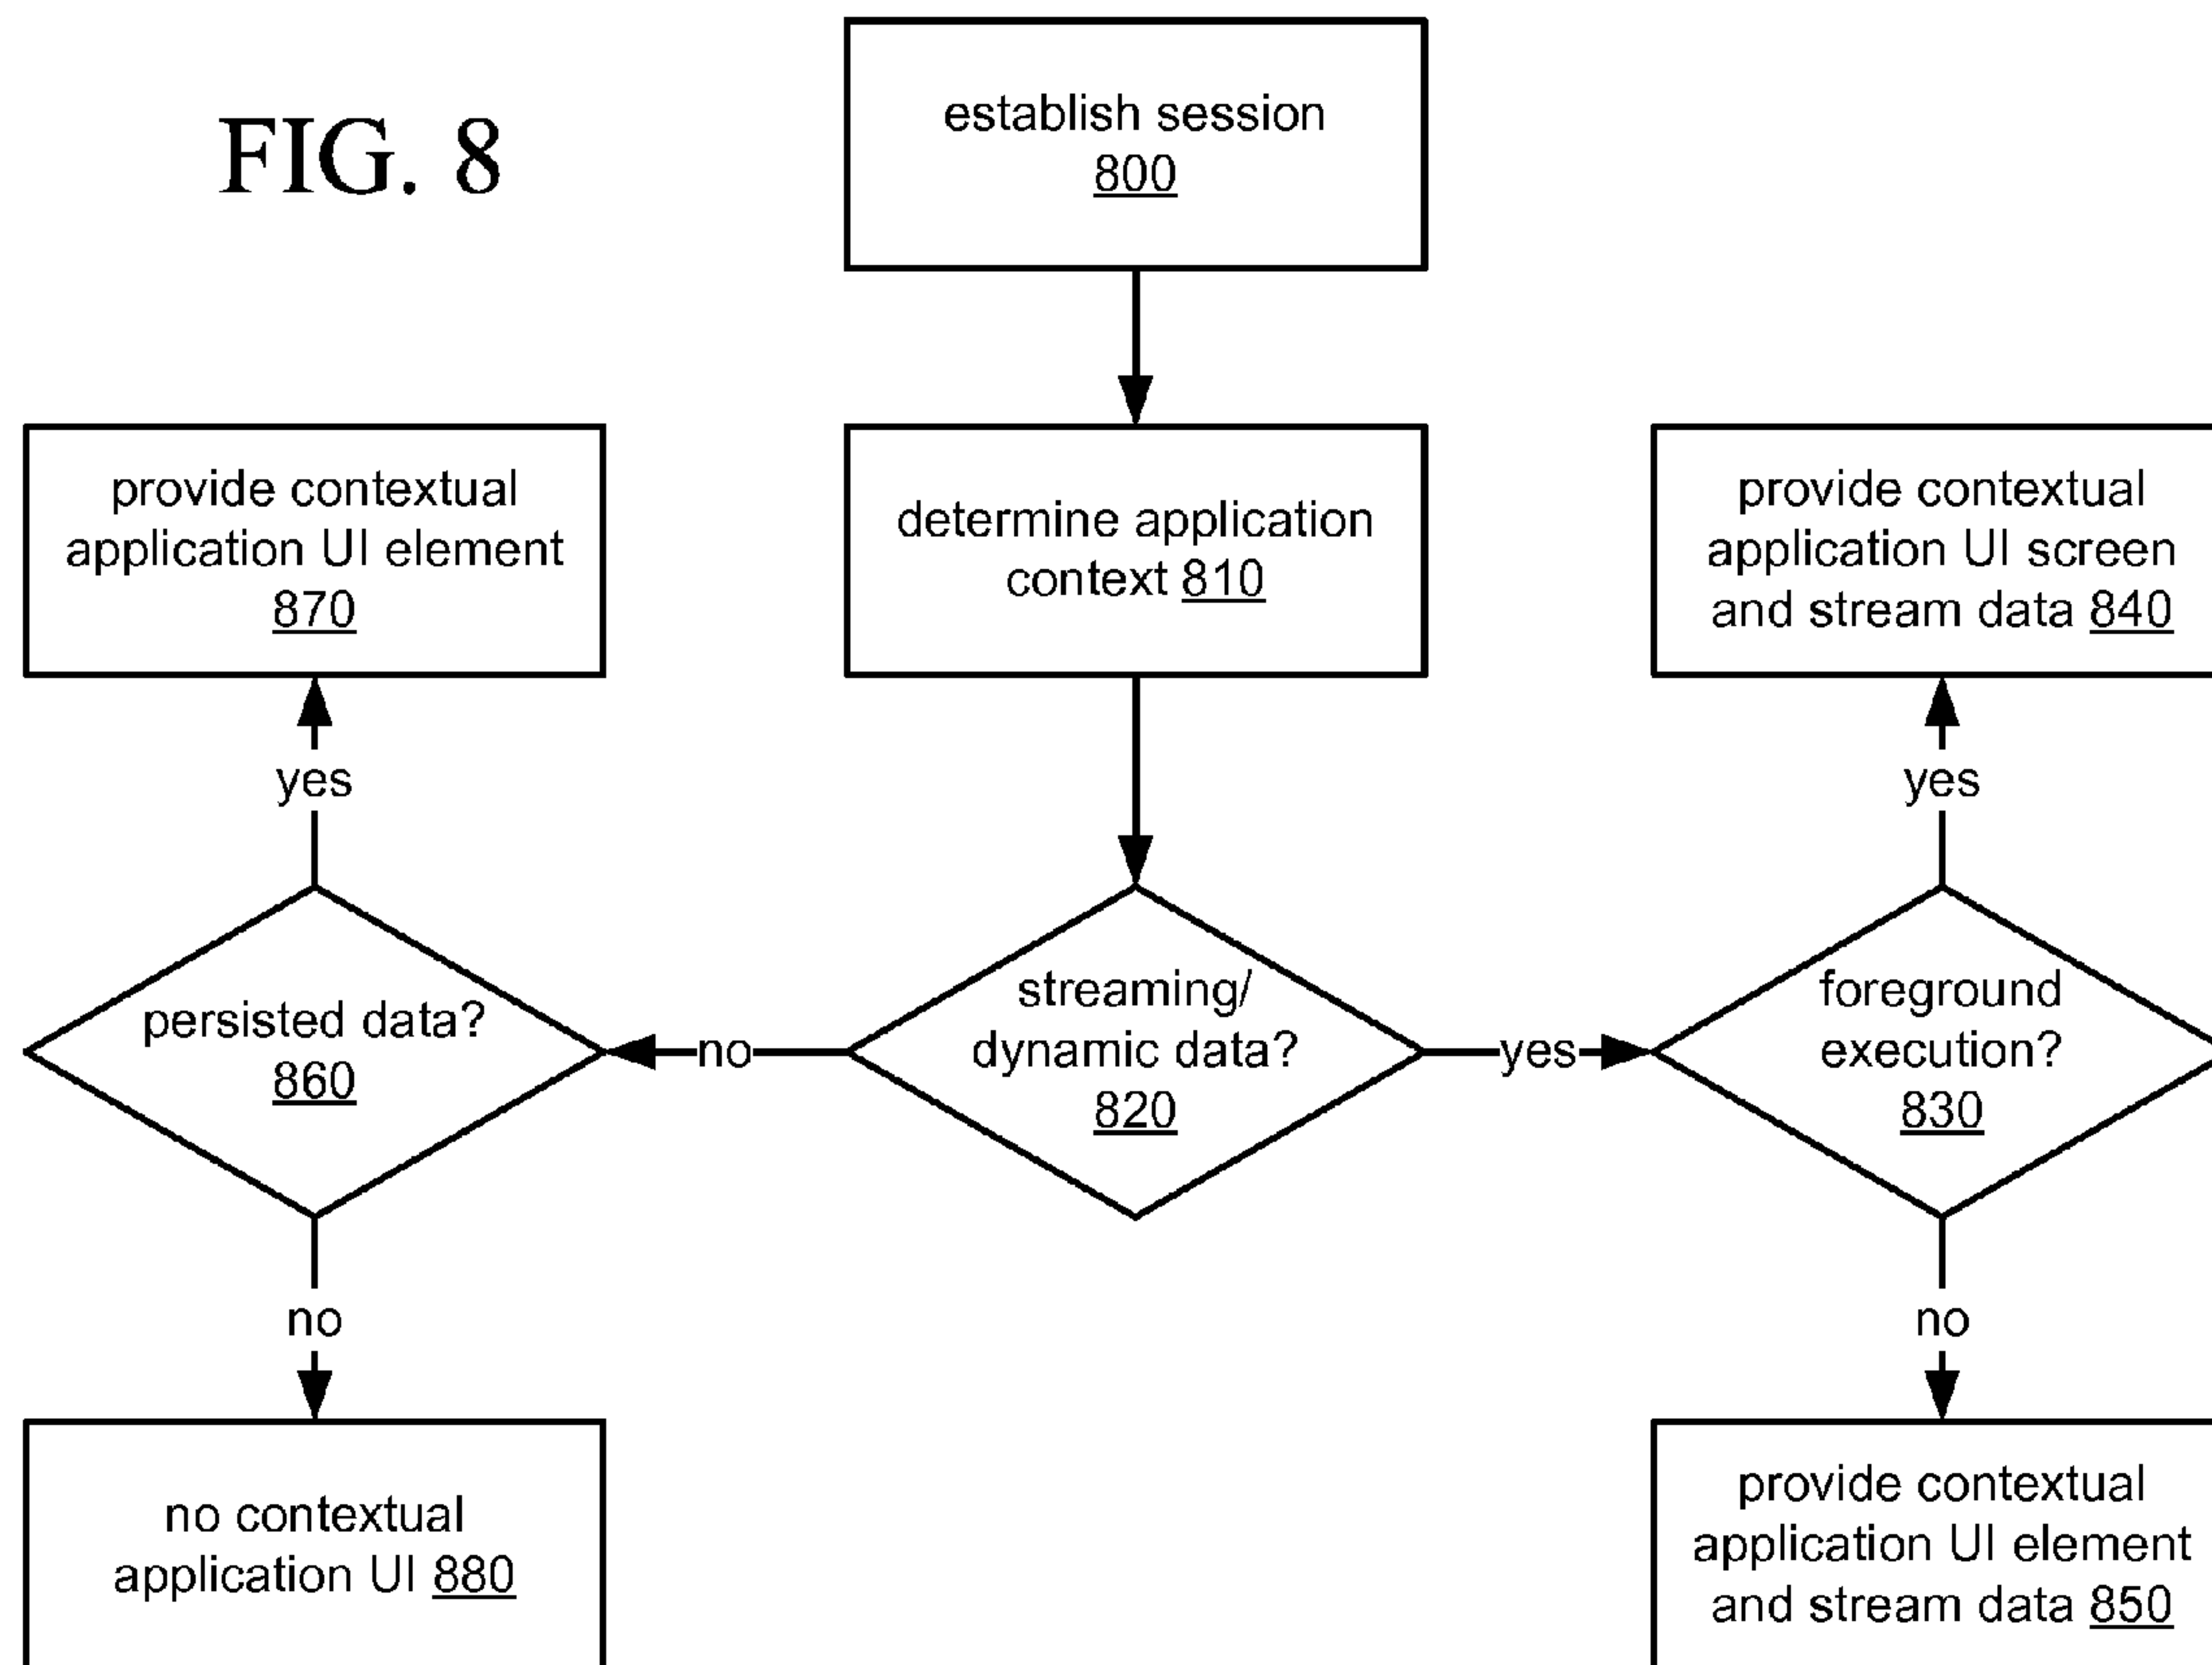 FIG. 8
establish session
800
provide contextual
application UI element
870
determine application
context 810
provide contextual
application UI screen
and stream data 840
yes
yes
persisted data?
860
no
streaming/
dynamic data?
820
yes
foreground
execution?
830
no
no
no contextual
application UI 880
provide contextual
application UI element
and stream data 850